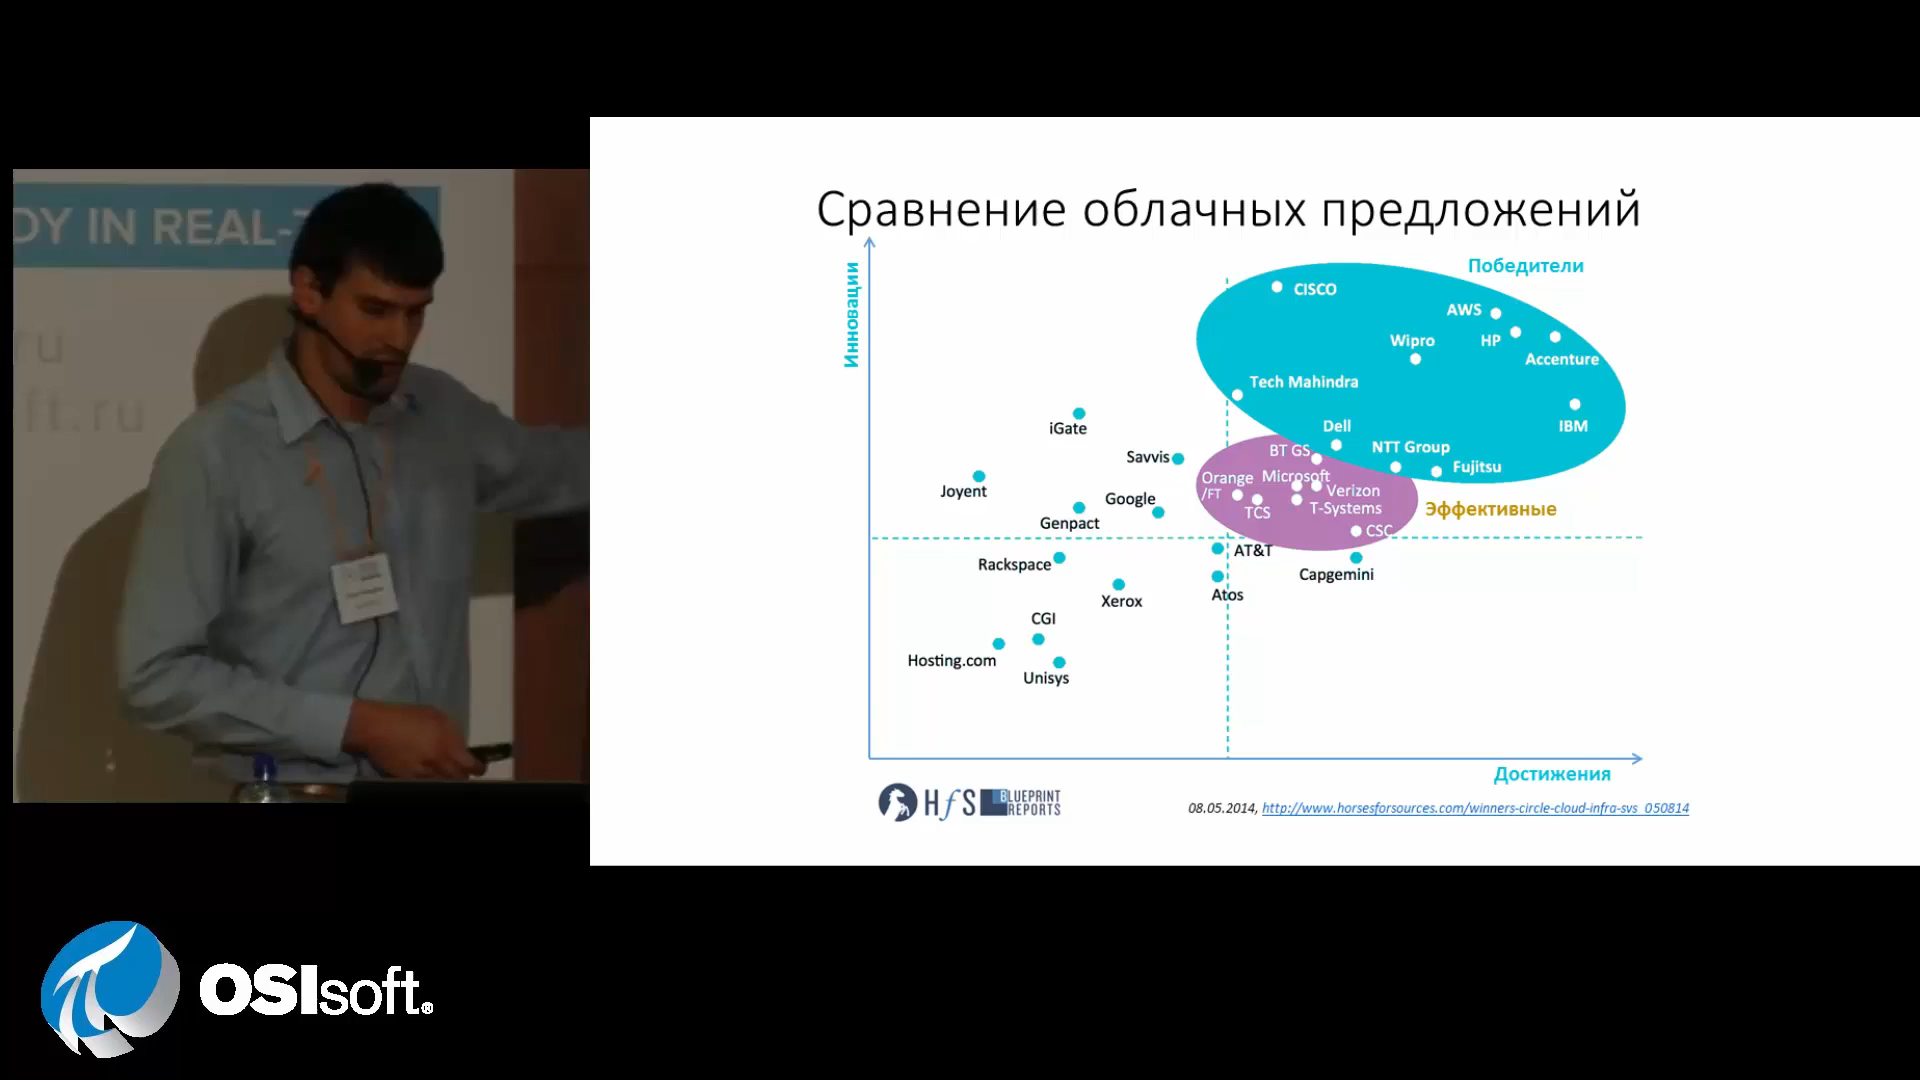 DY IN REAL-
ru
ft.ru
Сравнение облачных предложений
Инновации
Победители
CISCO
AWS
HP
Wipro
Accenture
Tech Mahindra
IBM
Dell
iGate
NTT Group
BT GS
Savvis
Fujitsu
Microsoft
Orange
/FT
Verizon
Joyent
Google
T-Systems
TCS
Эффективные
Genpact
CSC
AT&T
Rackspace
Capgemini
Atos
Xerox
CGI
Hosting.com
Unisys
Достижения
HfS BLUEPRINT
REPORTS
08.05.2014, http://www.horsesforsources.com/winners-circle-cloud-infra-svs_050814
OSIsoft.